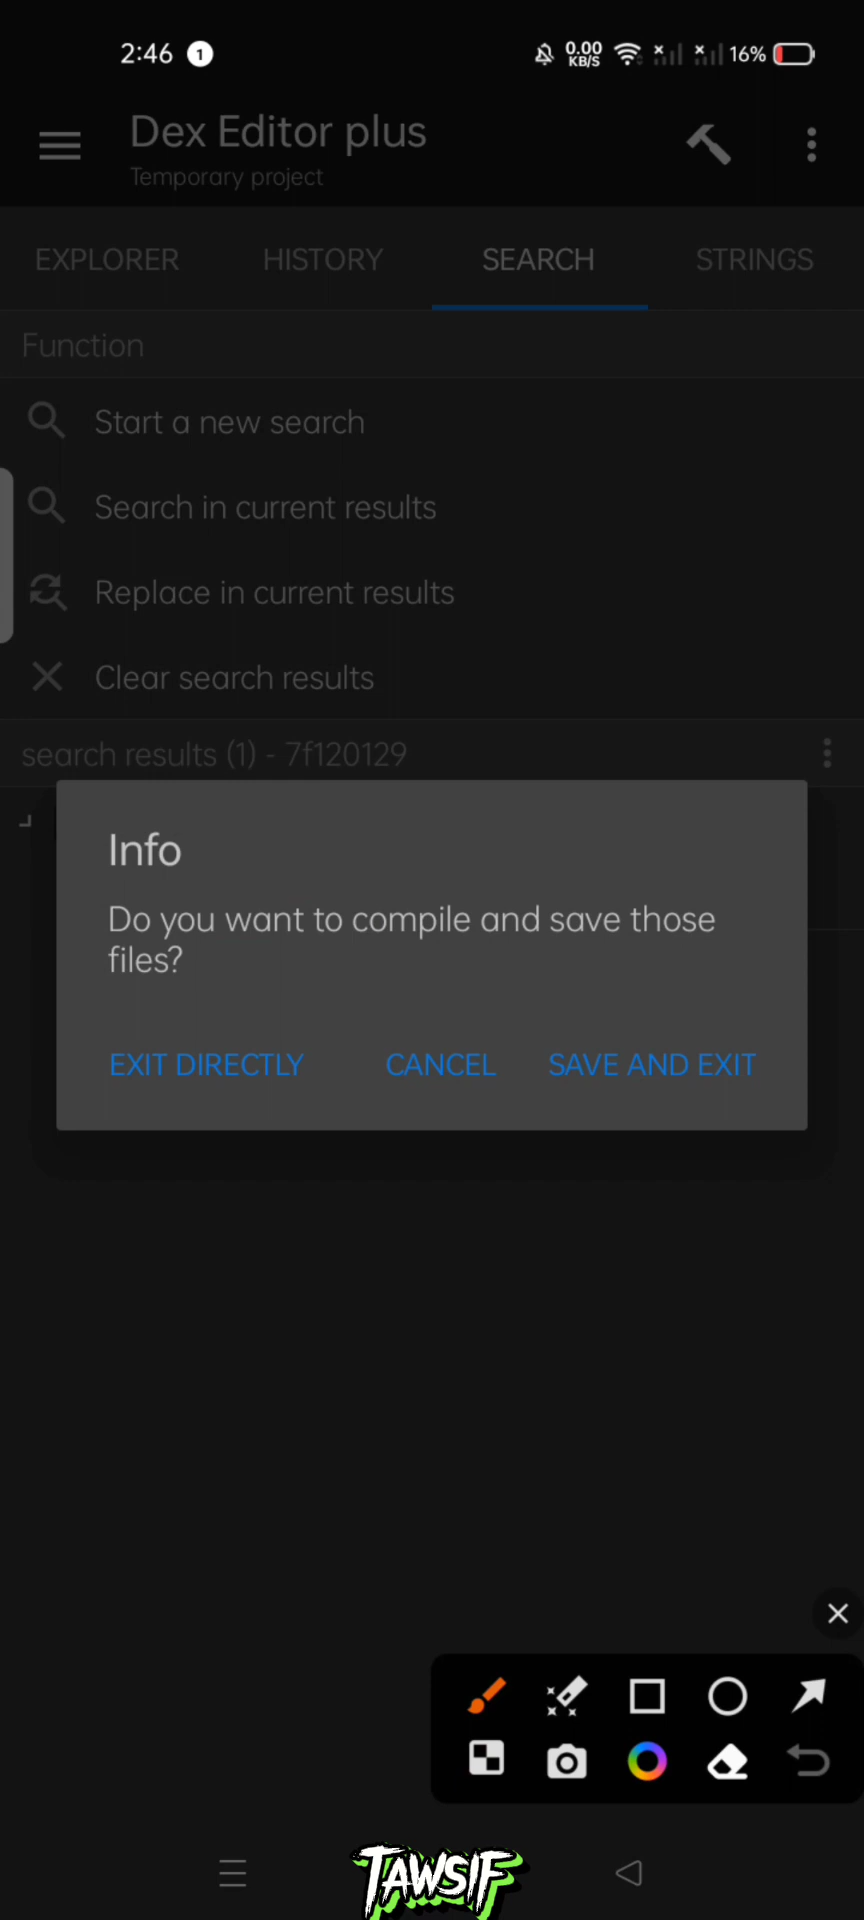 2:46 1 0.00 KB/S 16%
Dex Editor plus
Temporary project
EXPLORER HISTORY SEARCH STRINGS
Function
Start a new search
Search in current results
Replace in current results
Clear search results
search results (1) - 7f120129
Info
Do you want to compile and save those
files?
EXIT DIRECTLY CANCEL SAVE AND EXIT
TAWSIF